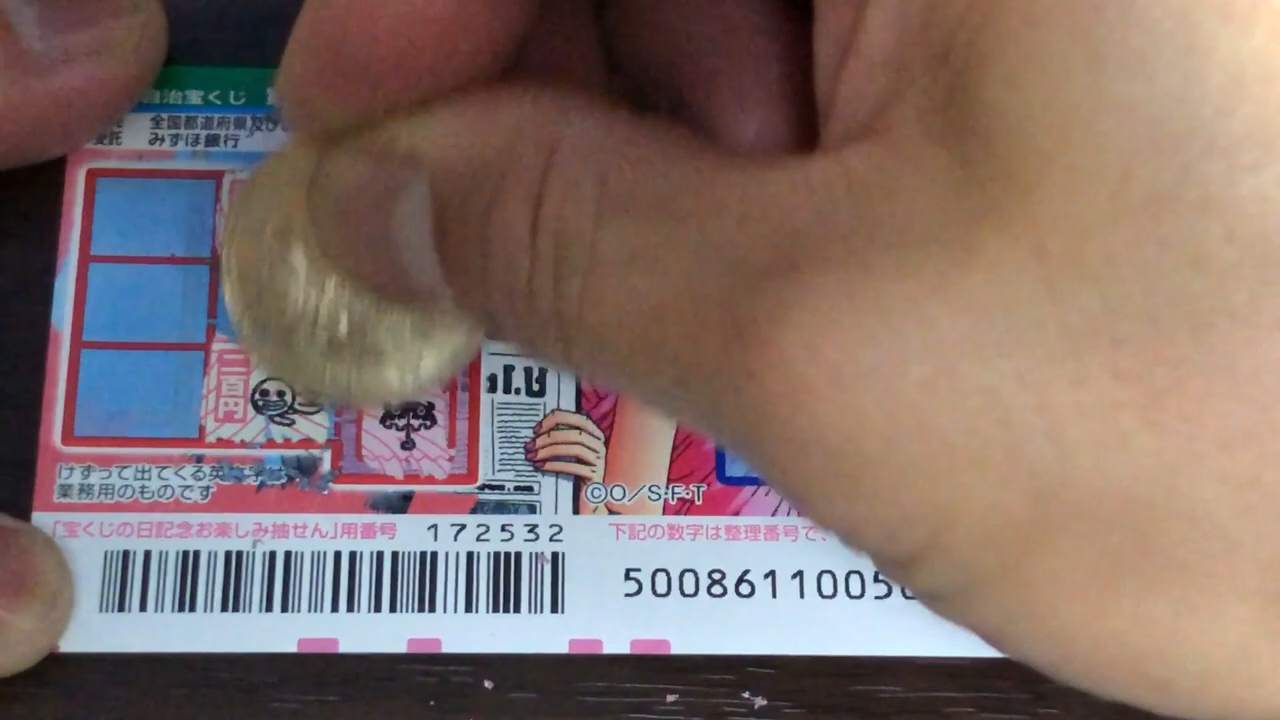 自治宝くじ
全国都道府県及び
みずほ銀行
二百円
けずって出てくる英
業務用のものです
「宝くじの日記念お楽しみ抽せん」用番号 172532
下記の数字は整理番号で、
©O/S・F・T
50086110050